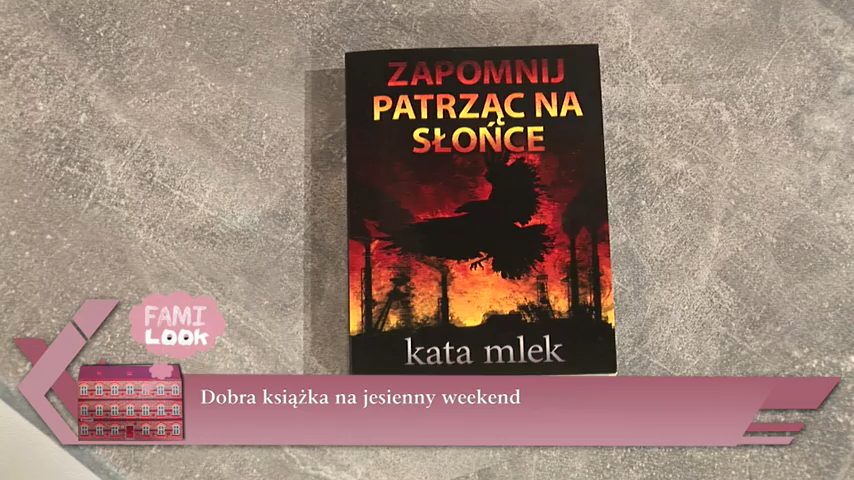 ZAPOMNIJ
PATRZĄC NA
SŁOŃCE
kata mlek
FAMI
LOOK
Dobra książka na jesienny weekend